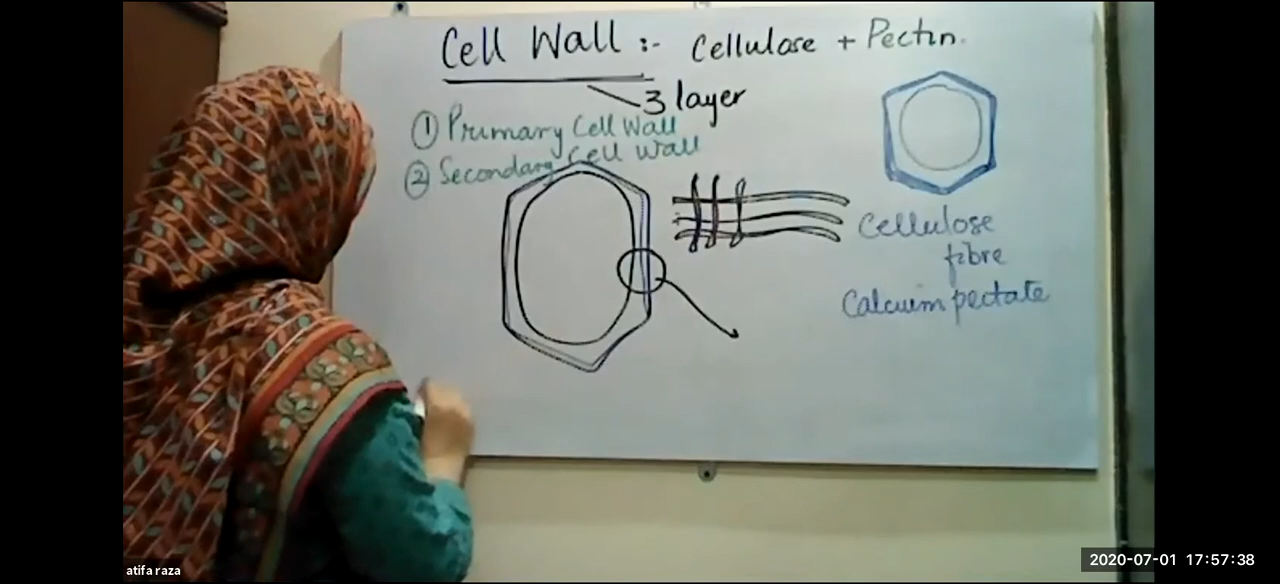 Cell Wall :- Cellulose + Pectin.
3 layer
① Primary Cell Wall
② Secondary Cell Wall
Cellulose
fibre
Calcium pectate
atifa raza
2020-07-01 17:57:38